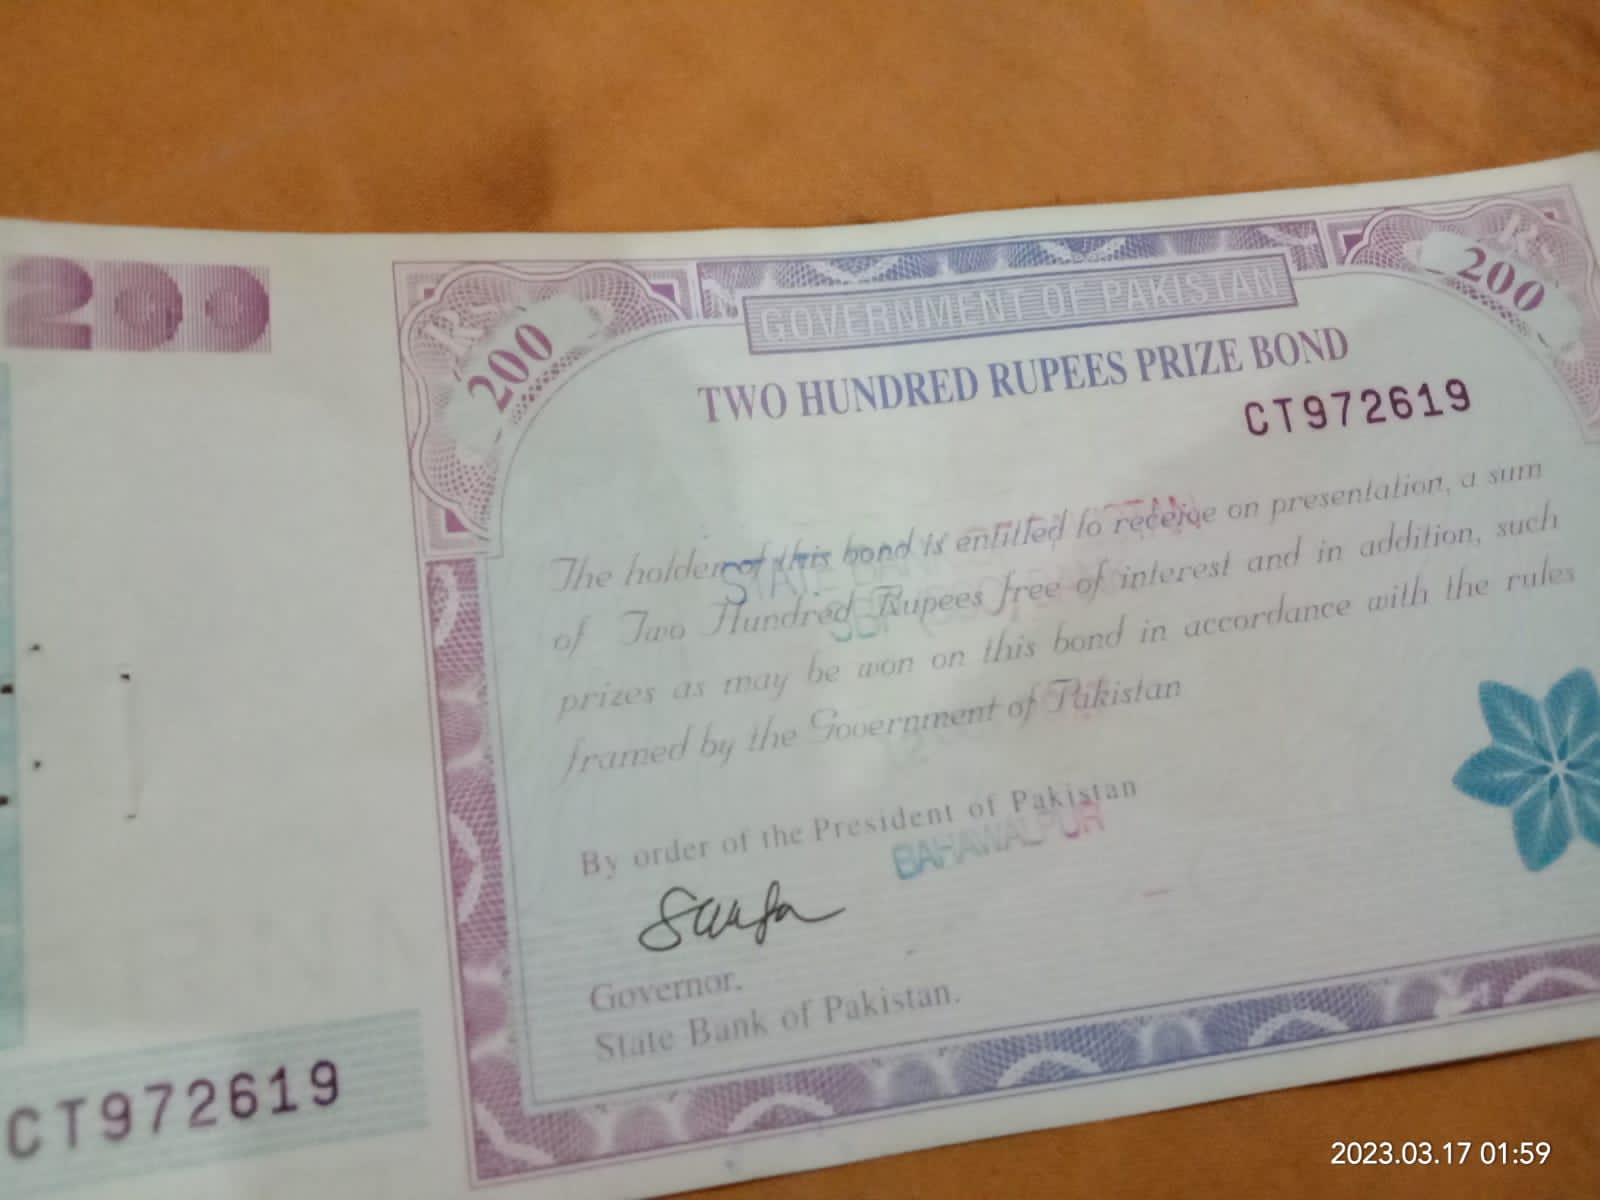 200
Rs
200
Rs
200
GOVERNMENT OF PAKISTAN
TWO HUNDRED RUPEES PRIZE BOND
CT972619
The holder of this bond is entitled to receive on presentation, a sum
of Two Hundred Rupees free of interest and in addition, such
prizes as may be won on this bond in accordance with the rules
framed by the Government of Pakistan
STATE BANK
By order of the President of Pakistan
BAHAWALPUR
Governor.
State Bank of Pakistan.
CT972619
2023.03.17 01:59